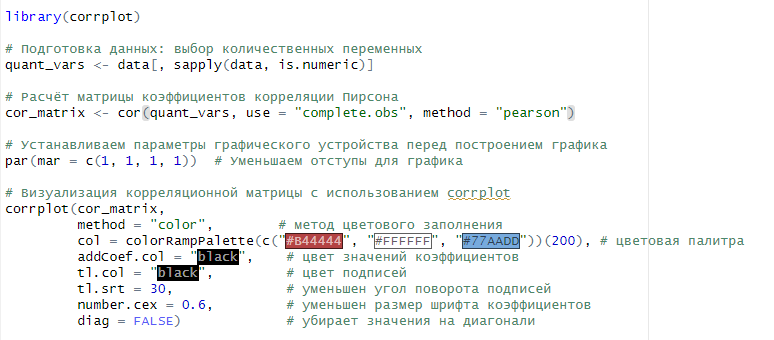 library(corrplot)
# Подготовка данных: выбор количественных переменных
quant_vars <- data[, sapply(data, is.numeric)]
# Расчёт матрицы коэффициентов корреляции Пирсона
cor_matrix <- cor(quant_vars, use = "complete.obs", method = "pearson")
# Устанавливаем параметры графического устройства перед построением графика
par(mar = c(1, 1, 1, 1))  # Уменьшаем отступы для графика
# Визуализация корреляционной матрицы с использованием corrplot
corrplot(cor_matrix,
         method = "color",        # метод цветового заполнения
         col = colorRampPalette(c("#B44444", "#FFFFFF", "#77AADD"))(200), # цветовая палитра
         addCoef.col = "black",    # цвет значений коэффициентов
         tl.col = "black",         # цвет подписей
         tl.srt = 30,              # уменьшен угол поворота подписей
         number.cex = 0.6,         # уменьшен размер шрифта коэффициентов
         diag = FALSE)             # убирает значения на диагонали